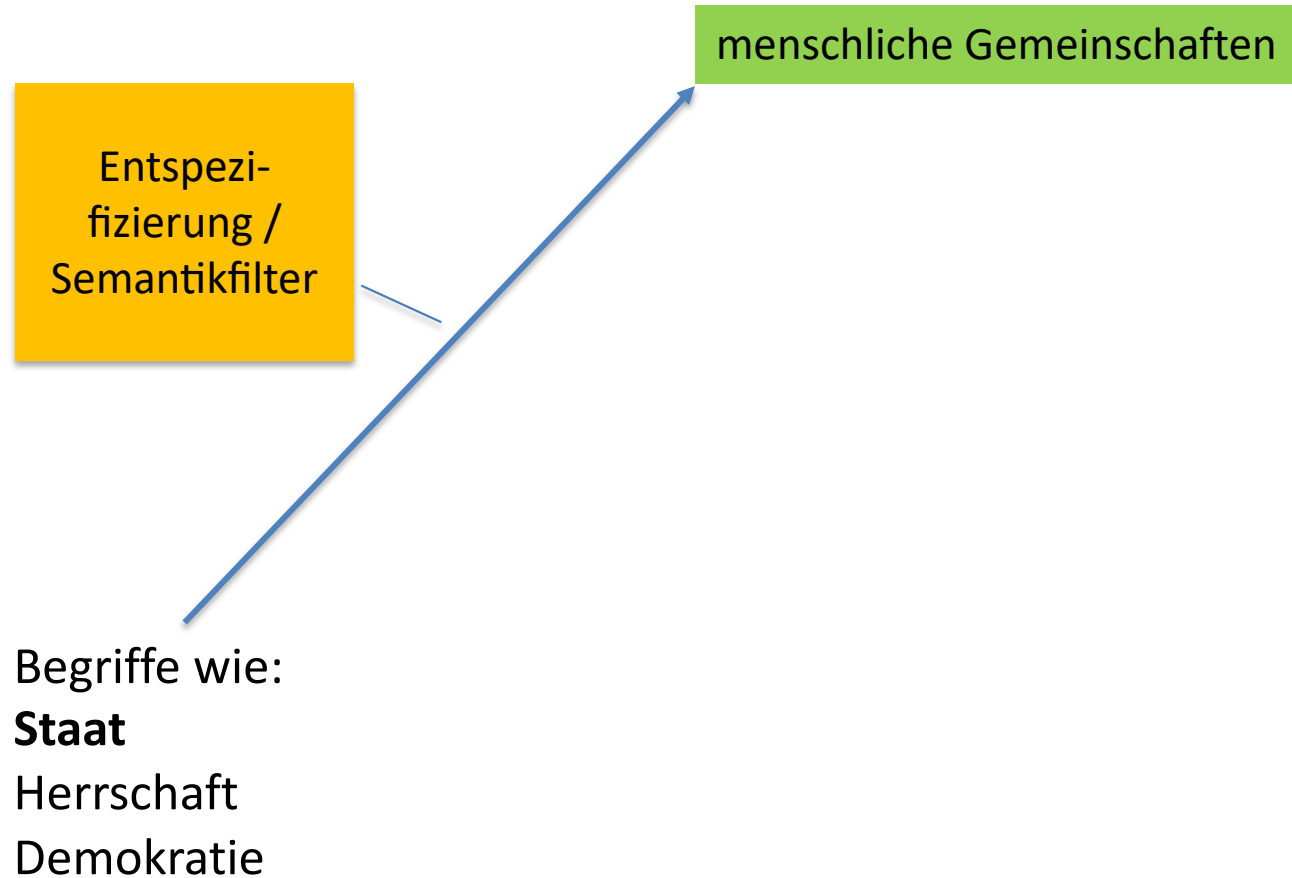 menschliche Gemeinschaften
Entspezi-
fizierung /
Semantikfilter
Begriffe wie:
Staat
Herrschaft
Demokratie